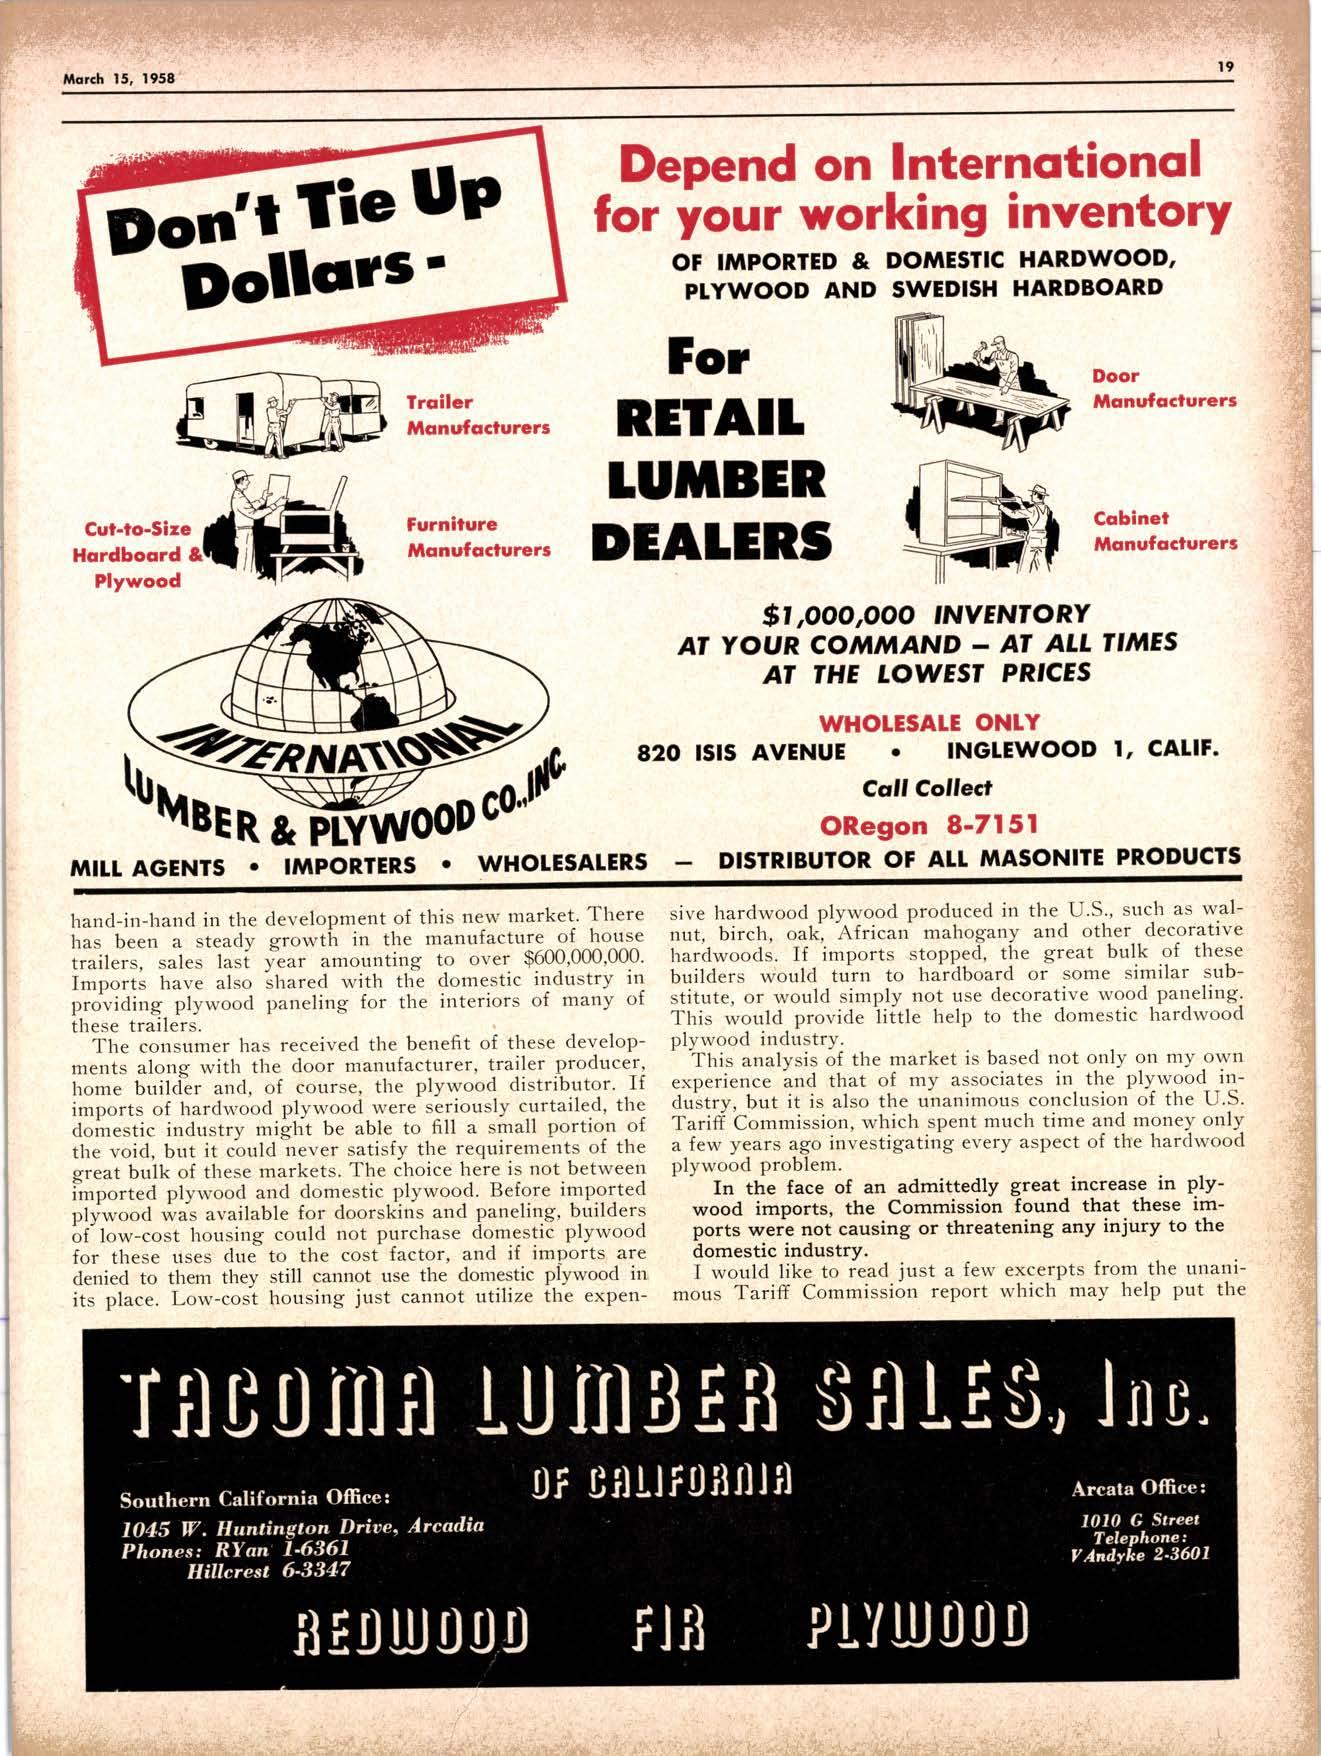 March 15, 1958
19
Don't Tie Up
Dollars -
Depend on International
for your working inventory
OF IMPORTED & DOMESTIC HARDWOOD,
PLYWOOD AND SWEDISH HARDBOARD
Trailer
Manufacturers
Cut-to-Size
Hardboard &
Plywood
Furniture
Manufacturers
For
RETAIL
LUMBER
DEALERS
Door
Manufacturers
Cabinet
Manufacturers
INTERNATIONAL
LUMBER & PLYWOOD CO., INC.
$1,000,000 INVENTORY
AT YOUR COMMAND — AT ALL TIMES
AT THE LOWEST PRICES
WHOLESALE ONLY
820 ISIS AVENUE • INGLEWOOD 1, CALIF.
Call Collect
ORegon 8-7151
MILL AGENTS • IMPORTERS • WHOLESALERS — DISTRIBUTOR OF ALL MASONITE PRODUCTS
hand-in-hand in the development of this new market. There
has been a steady growth in the manufacture of house
trailers, sales last year amounting to over $600,000,000.
Imports have also shared with the domestic industry in
providing plywood paneling for the interiors of many of
these trailers.
The consumer has received the benefit of these develop-
ments along with the door manufacturer, trailer producer,
home builder and, of course, the plywood distributor. If
imports of hardwood plywood were seriously curtailed, the
domestic industry might be able to fill a small portion of
the void, but it could never satisfy the requirements of the
great bulk of these markets. The choice here is not between
imported plywood and domestic plywood. Before imported
plywood was available for doorskins and paneling, builders
of low-cost housing could not purchase domestic plywood
for these uses due to the cost factor, and if imports are
denied to them they still cannot use the domestic plywood in
its place. Low-cost housing just cannot utilize the expen-
sive hardwood plywood produced in the U.S., such as wal-
nut, birch, oak, African mahogany and other decorative
hardwoods. If imports stopped, the great bulk of these
builders would turn to hardboard or some similar sub-
stitute, or would simply not use decorative wood paneling.
This would provide little help to the domestic hardwood
plywood industry.
This analysis of the market is based not only on my own
experience and that of my associates in the plywood in-
dustry, but it is also the unanimous conclusion of the U.S.
Tariff Commission, which spent much time and money only
a few years ago investigating every aspect of the hardwood
plywood problem.
In the face of an admittedly great increase in ply-
wood imports, the Commission found that these im-
ports were not causing or threatening any injury to the
domestic industry.
I would like to read just a few excerpts from the unani-
mous Tariff Commission report which may help put the
TACOMA LUMBER SALES, Inc.
OF CALIFORNIA
Southern California Office:
1045 W. Huntington Drive, Arcadia
Phones: RYan 1-6361
Hillcrest 6-3347
Arcata Office:
1010 G Street
Telephone:
VAndyke 2-3601
REDWOOD FIR PLYWOOD